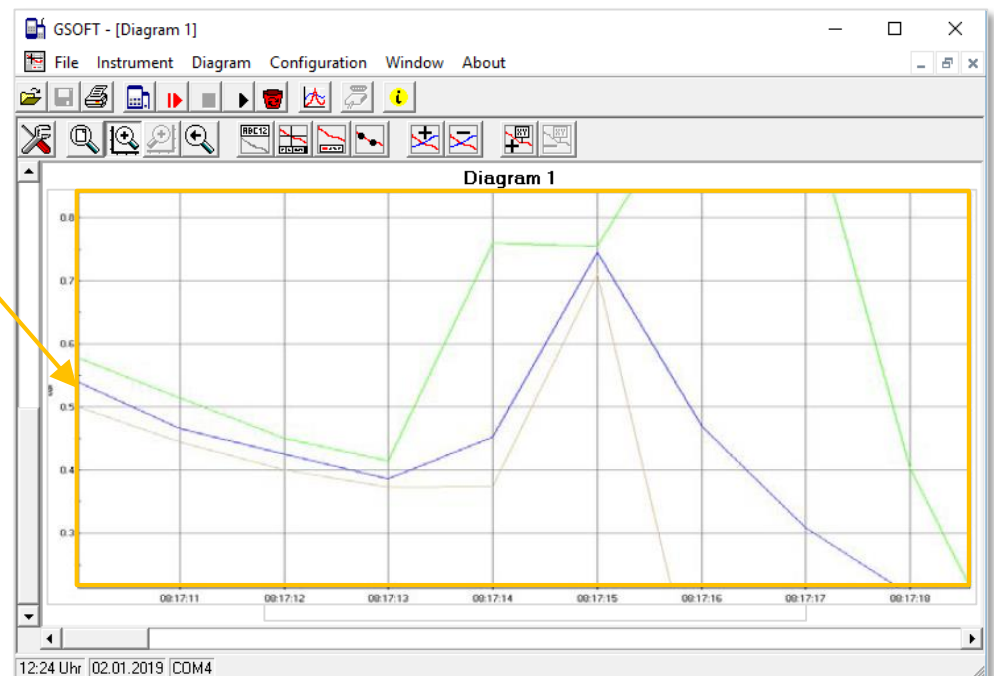 GSOFT - [Diagram 1]
File Instrument Diagram Configuration Window About
ABC12
XY XY
Diagram 1
0.8
0.7
0.6
0.5
0.4
0.3
08:17:11 08:17:12 08:17:13 08:17:14 08:17:15 08:17:16 08:17:17 08:17:18
12:24 Uhr 02.01.2019 COM4